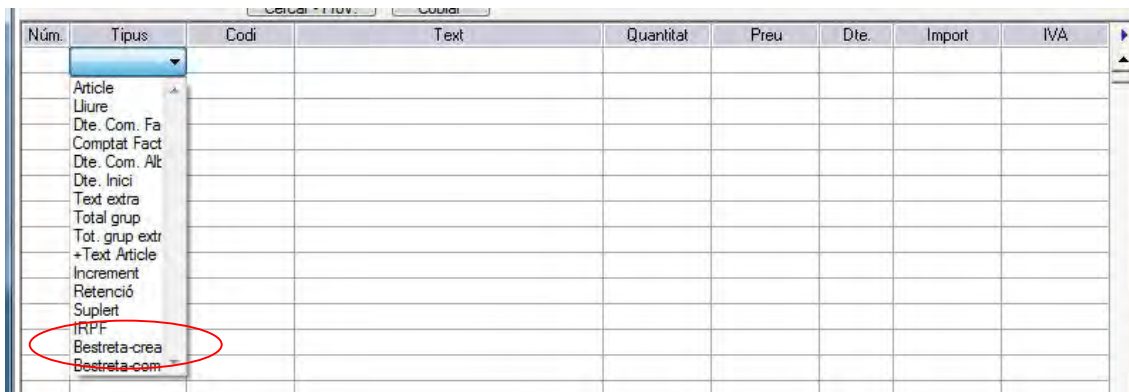 Cercar - Prov. Copiar
Núm. Tipus Codi Text Quantitat Preu Dte. Import IVA
Article
Lliure
Dte. Com. Fa
Comptat Fact
Dte. Com. Alb
Dte. Inici
Text extra
Total grup
Tot. grup extr
+Text Article
Increment
Retenció
Suplert
IRPF
Bestreta-crea
Bestreta-com